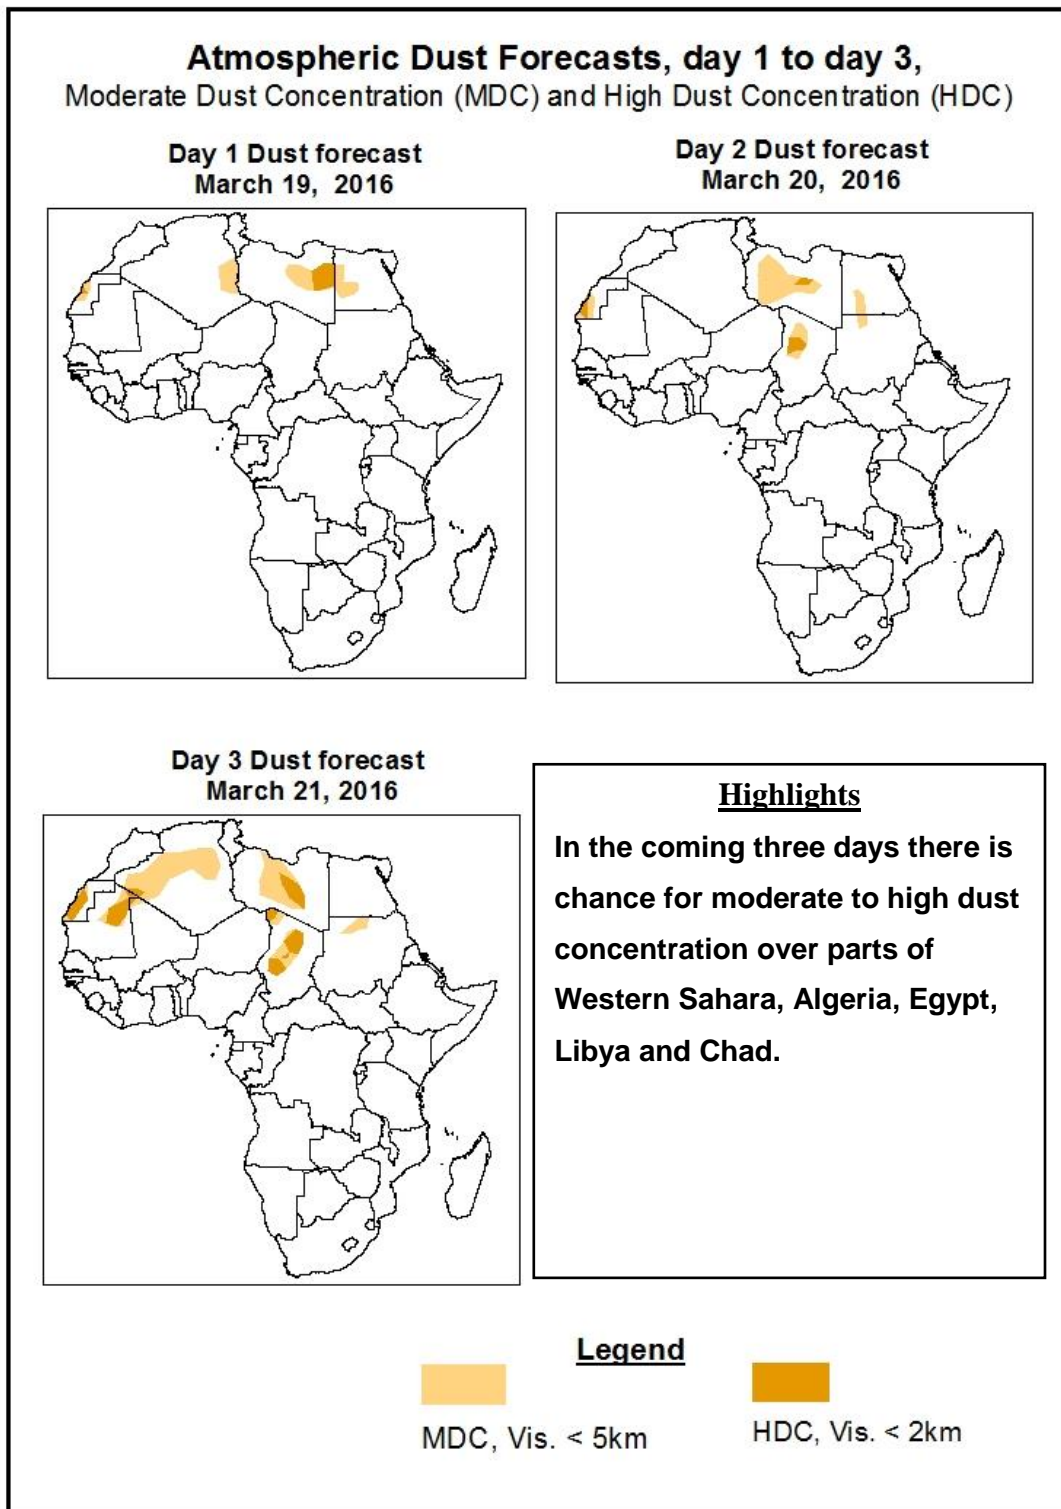 Atmospheric Dust Forecasts, day 1 to day 3,
Moderate Dust Concentration (MDC) and High Dust Concentration (HDC)
Day 1 Dust forecast
March 19, 2016
Day 2 Dust forecast
March 20, 2016
Day 3 Dust forecast
March 21, 2016
Highlights
In the coming three days there is
chance for moderate to high dust
concentration over parts of
Western Sahara, Algeria, Egypt,
Libya and Chad.
Legend
MDC, Vis. < 5km
HDC, Vis. < 2km